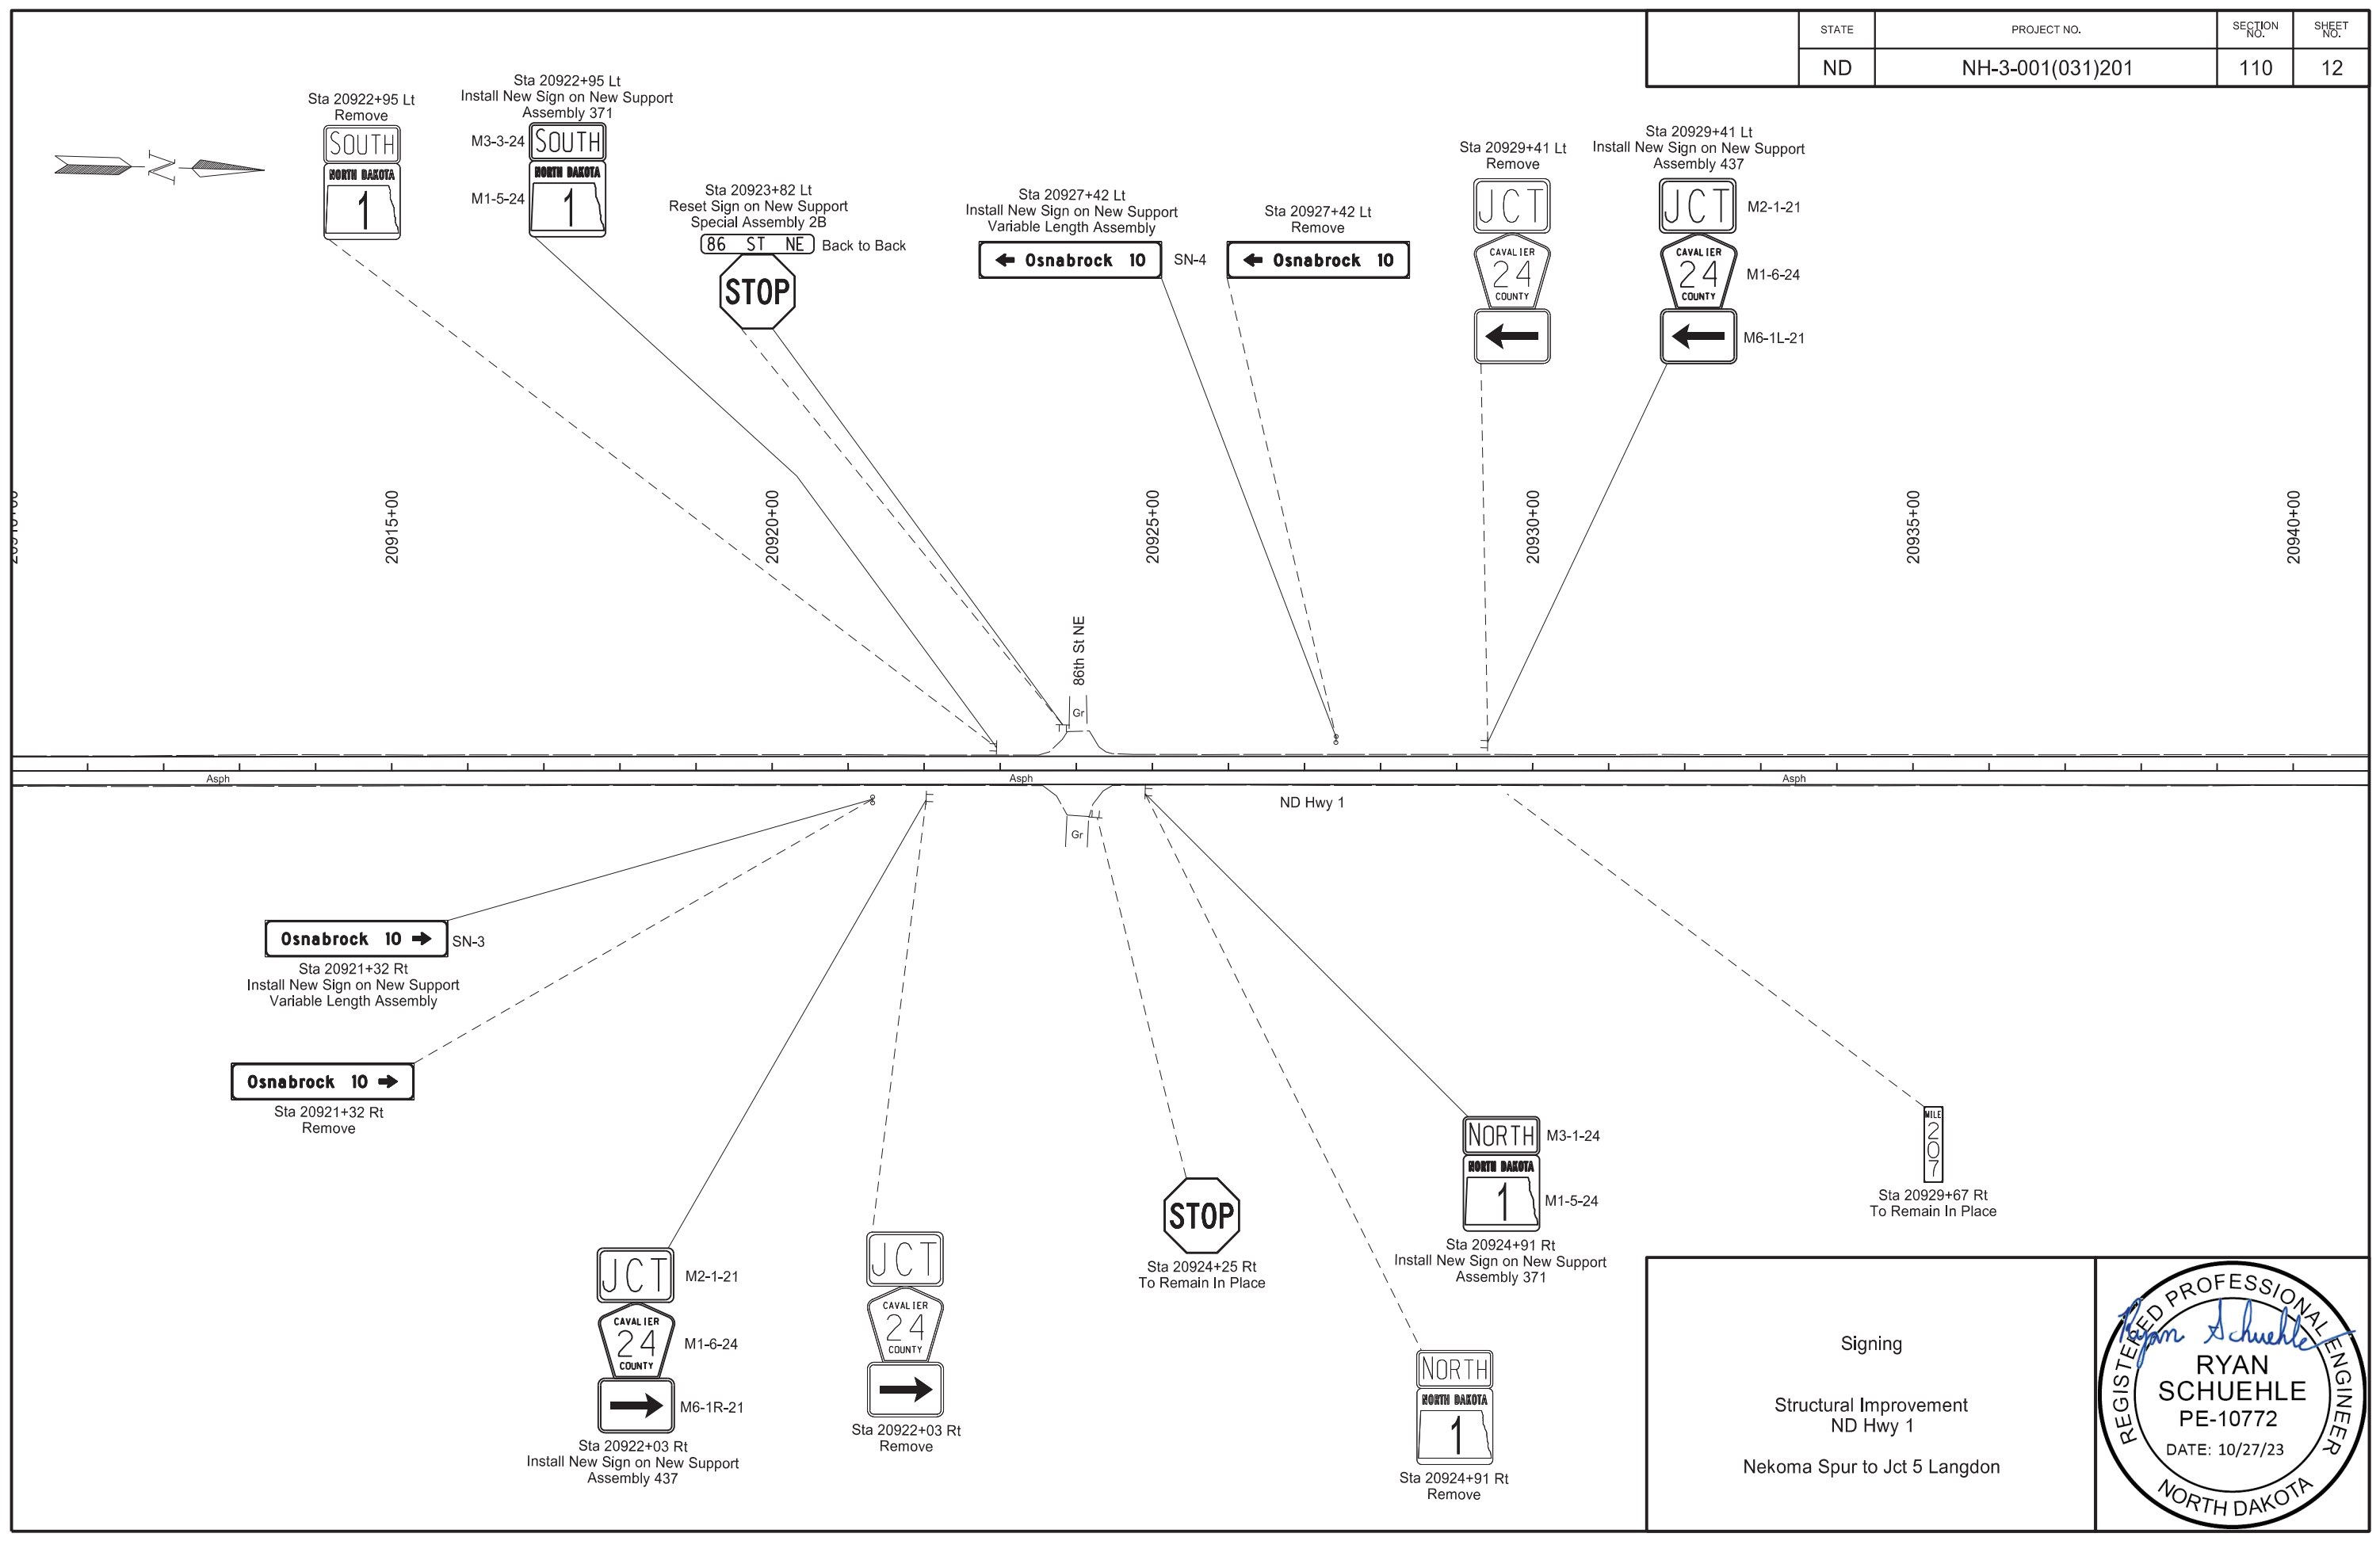 STATE
PROJECT NO.
SECTION NO.
SHEET NO.
ND
NH-3-001(031)201
110
12
Sta 20922+95 Lt
Remove
SOUTH
NORTH DAKOTA
1
Sta 20922+95 Lt
Install New Sign on New Support
Assembly 371
M3-3-24
SOUTH
NORTH DAKOTA
M1-5-24
1
N
Sta 20923+82 Lt
Reset Sign on New Support
Special Assembly 2B
86 ST NE
Back to Back
STOP
Sta 20927+42 Lt
Install New Sign on New Support
Variable Length Assembly
← Osnabrock 10
SN-4
Sta 20927+42 Lt
Remove
← Osnabrock 10
Sta 20929+41 Lt
Remove
JCT
CAVALIER
24
COUNTY
←
Sta 20929+41 Lt
Install New Sign on New Support
Assembly 437
JCT
M2-1-21
CAVALIER
24
COUNTY
M1-6-24
←
M6-1L-21
20915+00
20920+00
20925+00
20930+00
20935+00
20940+00
86th St NE
Gr
Asph
Asph
Asph
ND Hwy 1
Gr
Osnabrock 10 →
SN-3
Sta 20921+32 Rt
Install New Sign on New Support
Variable Length Assembly
Osnabrock 10 →
Sta 20921+32 Rt
Remove
JCT
M2-1-21
CAVALIER
24
COUNTY
M1-6-24
→
M6-1R-21
Sta 20922+03 Rt
Install New Sign on New Support
Assembly 437
JCT
CAVALIER
24
COUNTY
→
Sta 20922+03 Rt
Remove
STOP
Sta 20924+25 Rt
To Remain In Place
NORTH
M3-1-24
NORTH DAKOTA
1
M1-5-24
Sta 20924+91 Rt
Install New Sign on New Support
Assembly 371
NORTH
NORTH DAKOTA
1
Sta 20924+91 Rt
Remove
MILE
2
0
7
Sta 20929+67 Rt
To Remain In Place
Signing
Structural Improvement
ND Hwy 1
Nekoma Spur to Jct 5 Langdon
REGISTERED PROFESSIONAL ENGINEER
Ryan Schuehle
RYAN
SCHUEHLE
PE-10772
DATE: 10/27/23
NORTH DAKOTA